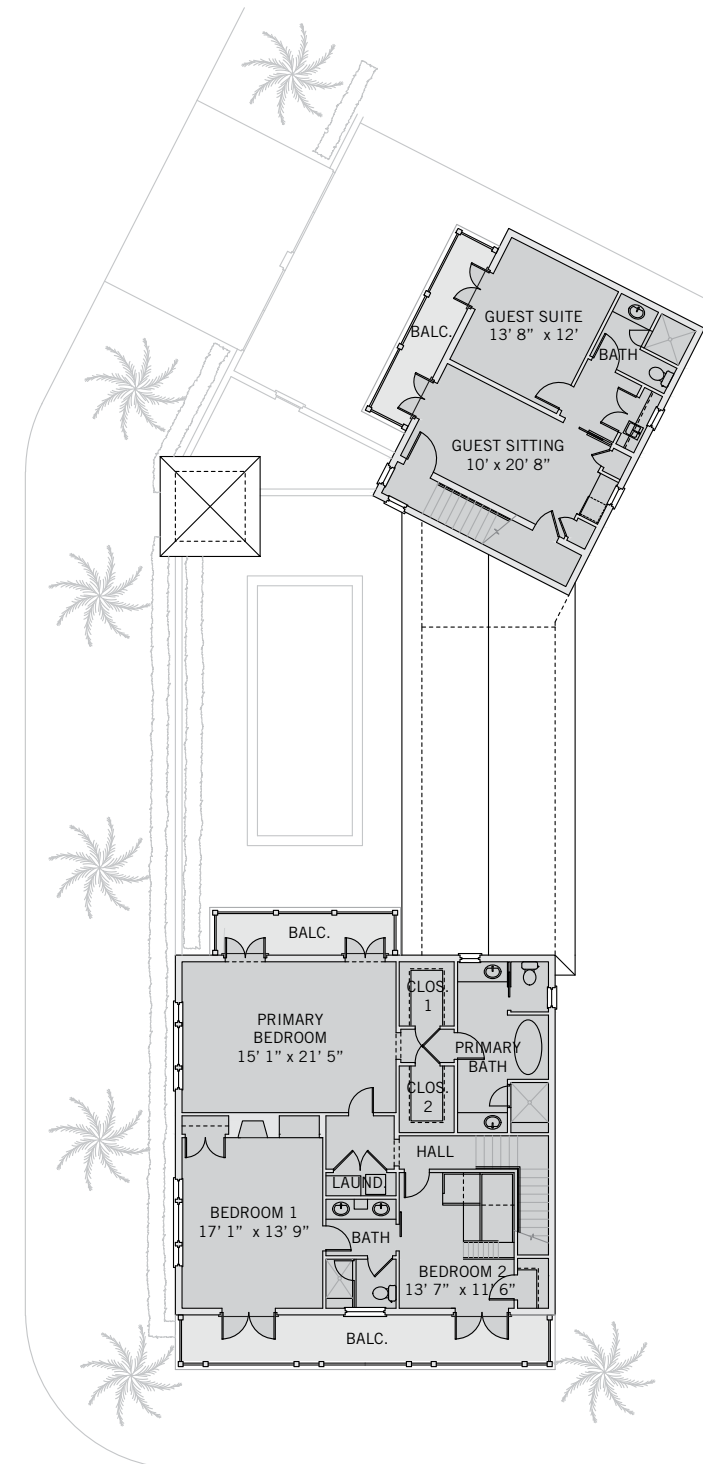 GUEST SUITE
13' 8" x 12'
BALC.
BATH
GUEST SITTING
10' x 20' 8"
BALC.
CLOS.
1
PRIMARY
BEDROOM
15' 1" x 21' 5"
PRIMARY
BATH
CLOS.
2
HALL
LAUND.
BEDROOM 1
17' 1" x 13' 9"
BATH
BEDROOM 2
13' 7" x 11' 6"
BALC.